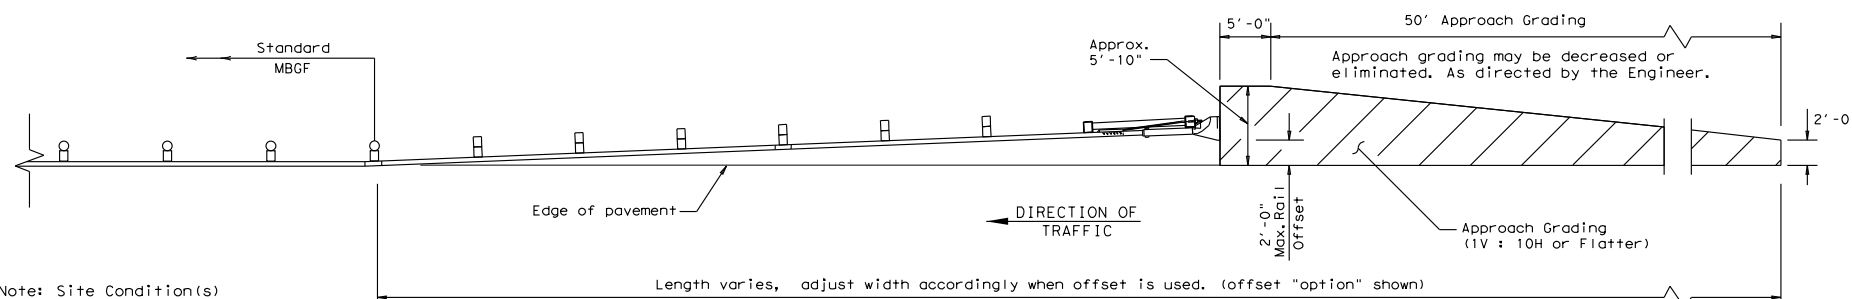 5'-0"
50' Approach Grading
Standard
MBGF
Approx.
5'-10"
Approach grading may be decreased or
eliminated. As directed by the Engineer.
2'-0
Edge of pavement
DIRECTION OF
TRAFFIC
2'-0"
Max.Rail
Offset
Approach Grading
(1V : 10H or Flatter)
Note: Site Condition(s)
Length varies, adjust width accordingly when offset is used. (offset "option" shown)